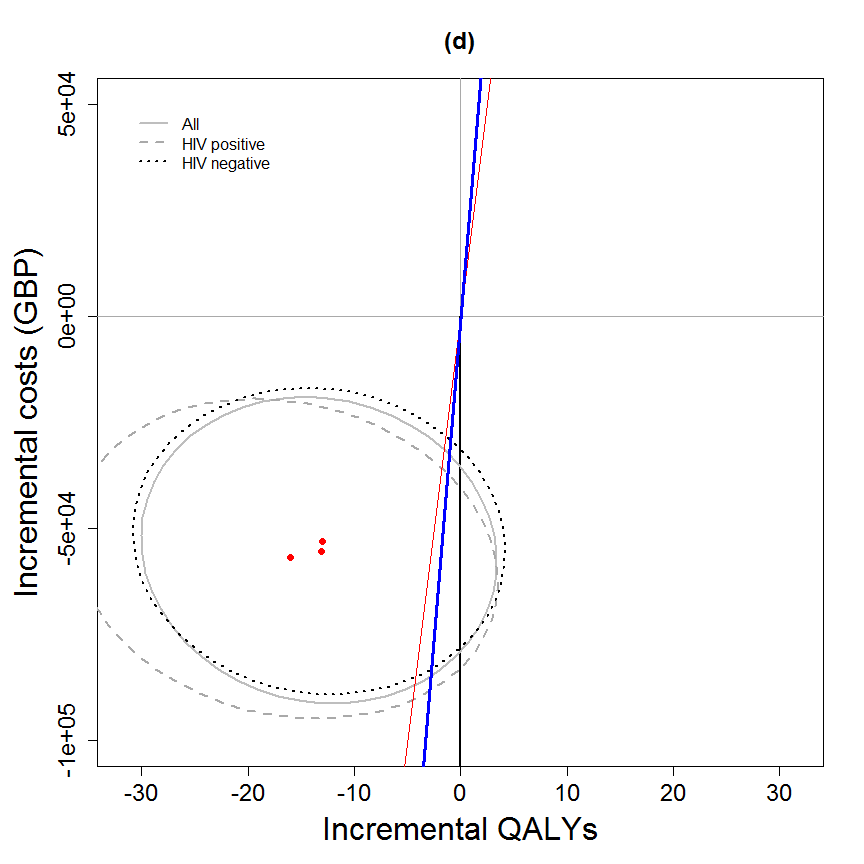 (d)
All
HIV positive
HIV negative
Incremental costs (GBP)
5e+04
0e+00
-5e+04
-1e+05
-30 -20 -10 0 10 20 30
Incremental QALYs